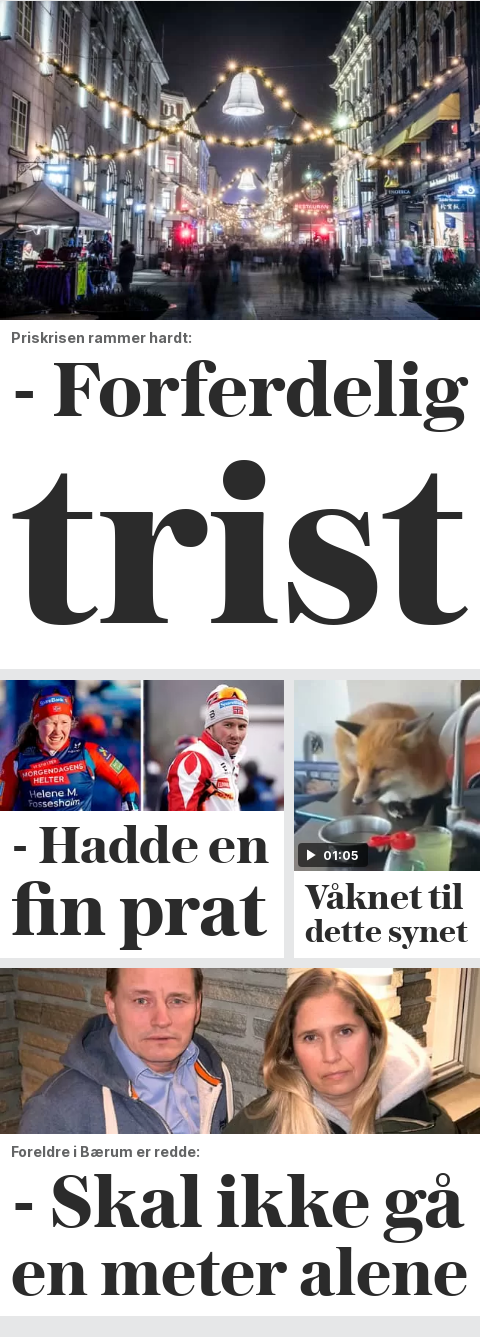 RESTAURANT
Priskrisen rammer hardt:
- Forferdelig
trist
MORGENDAGENS
HELTER
Helene M.
Fossesholm
- Hadde en
fin prat
01:05
Våknet til
dette synet
Foreldre i Bærum er redde:
- Skal ikke gå
en meter alene